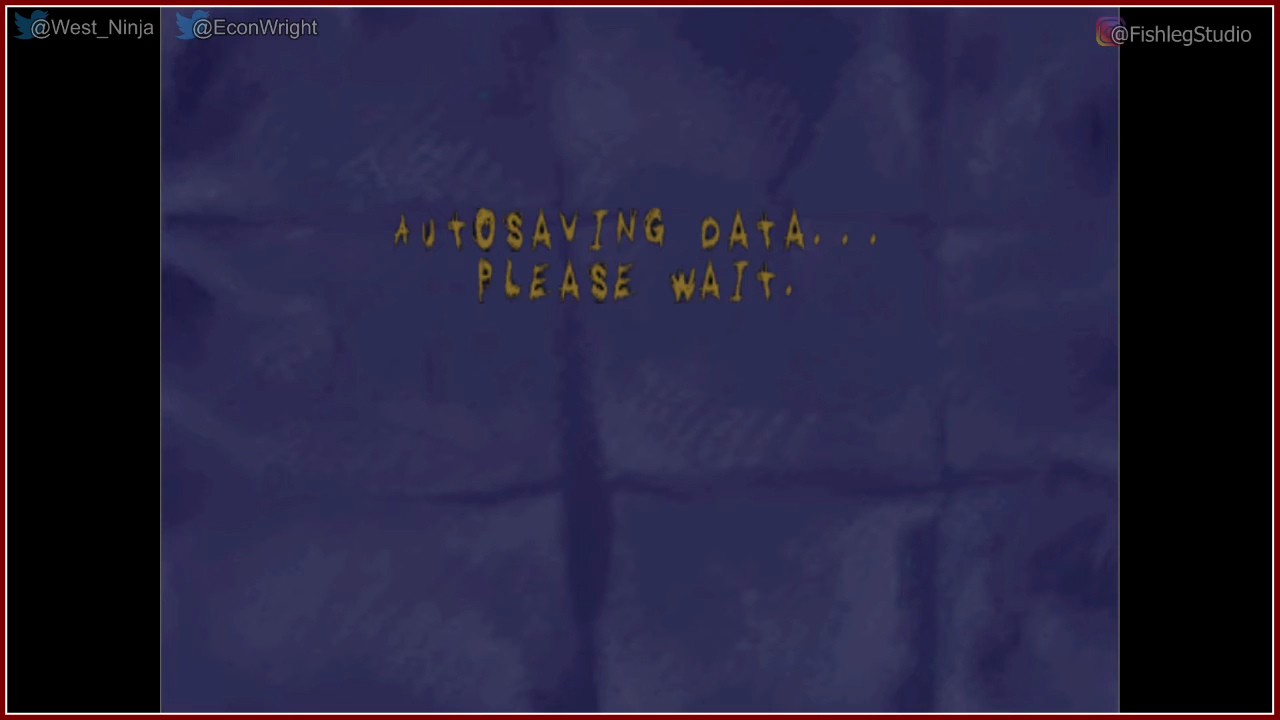 @West_Ninja
@EconWright
@FishlegStudio
AUTOSAVING DATA...
PLEASE WAIT.